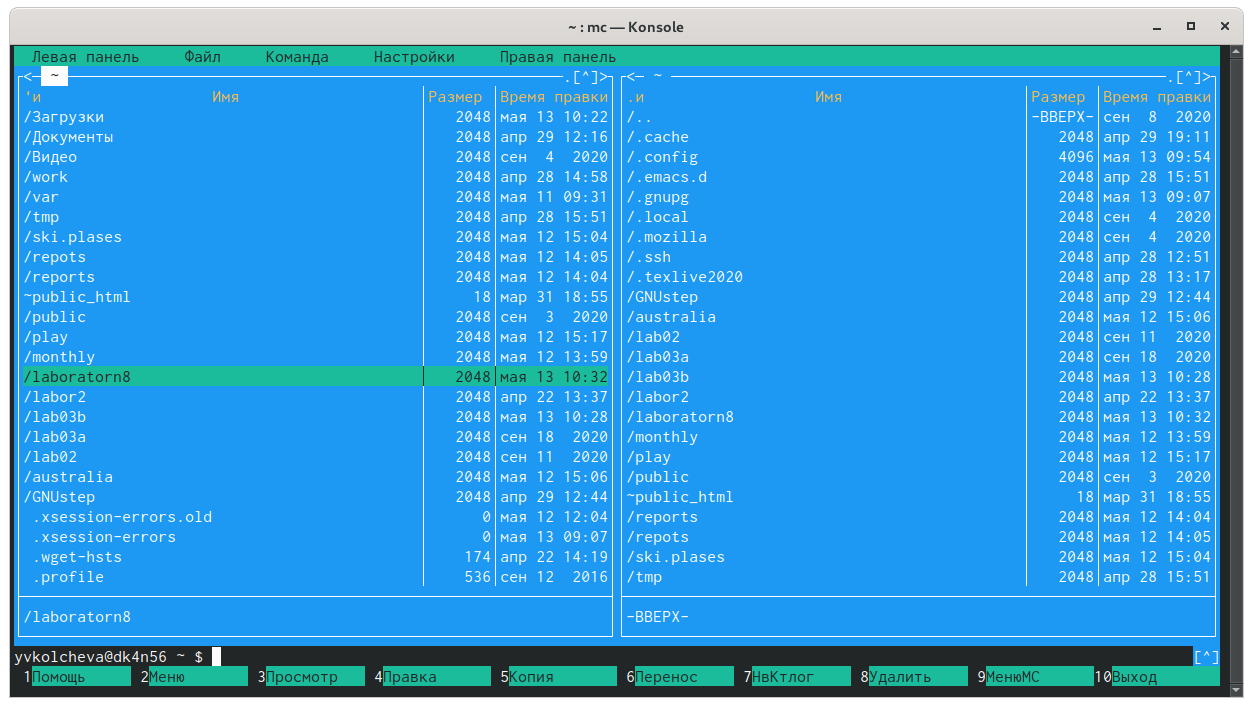 ~ : mc — Konsole
Левая панель Файл Команда Настройки Правая панель
<— ~ .[^]> <— ~ .[^]>
'и Имя Размер Время правки .и Имя Размер Время правки
/Загрузки 2048 мая 13 10:22 /.. -ВВЕРХ- сен 8 2020
/Документы 2048 апр 29 12:16 /.cache 2048 апр 29 19:11
/Видео 2048 сен 4 2020 /.config 4096 мая 13 09:54
/work 2048 апр 28 14:58 /.emacs.d 2048 апр 28 15:51
/var 2048 мая 11 09:31 /.gnupg 2048 мая 13 09:07
/tmp 2048 апр 28 15:51 /.local 2048 сен 4 2020
/ski.plases 2048 мая 12 15:04 /.mozilla 2048 сен 4 2020
/repots 2048 мая 12 14:05 /.ssh 2048 апр 28 12:51
/reports 2048 мая 12 14:04 /.texlive2020 2048 апр 28 13:17
~public_html 18 мар 31 18:55 /GNUstep 2048 апр 29 12:44
/public 2048 сен 3 2020 /australia 2048 мая 12 15:06
/play 2048 мая 12 15:17 /lab02 2048 сен 11 2020
/monthly 2048 мая 12 13:59 /lab03a 2048 сен 18 2020
/laboratorn8 2048 мая 13 10:32 /lab03b 2048 мая 13 10:28
/labor2 2048 апр 22 13:37 /labor2 2048 апр 22 13:37
/lab03b 2048 мая 13 10:28 /laboratorn8 2048 мая 13 10:32
/lab03a 2048 сен 18 2020 /monthly 2048 мая 12 13:59
/lab02 2048 сен 11 2020 /play 2048 мая 12 15:17
/australia 2048 мая 12 15:06 /public 2048 сен 3 2020
/GNUstep 2048 апр 29 12:44 ~public_html 18 мар 31 18:55
.xsession-errors.old 0 мая 12 12:04 /reports 2048 мая 12 14:04
.xsession-errors 0 мая 13 09:07 /repots 2048 мая 12 14:05
.wget-hsts 174 апр 22 14:19 /ski.plases 2048 мая 12 15:04
.profile 536 сен 12 2016 /tmp 2048 апр 28 15:51
/laboratorn8 -ВВЕРХ-
yvkolcheva@dk4n56 ~ $ [^]
1Помощь 2Меню 3Просмотр 4Правка 5Копия 6Перенос 7НвКтлог 8Удалить 9МенюMC 10Выход